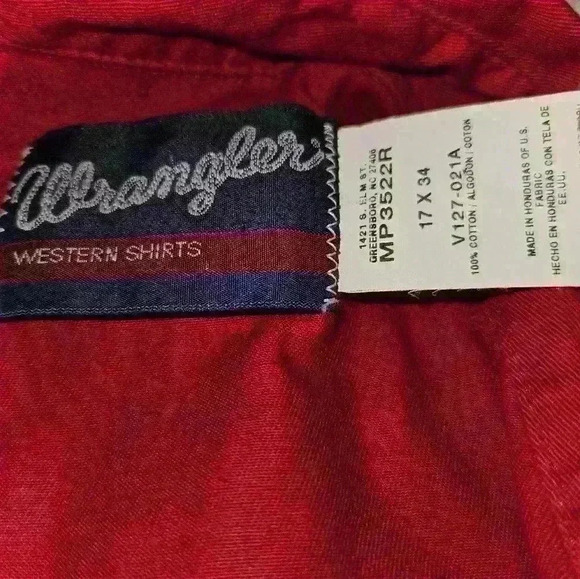 Wrangler
WESTERN SHIRTS
1421 S. ELM ST.
GREENSBORO, NC 27406
MP3522R
17 X 34
V127-021A
100% COTTON / ALGODON / COTON
MADE IN HONDURAS OF U.S.
FABRIC
HECHO EN HONDURAS CON TELA DE
EE.UU.